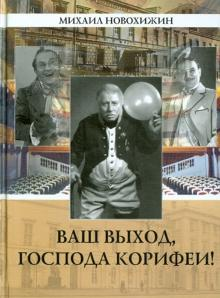 МИХАИЛ НОВОХИЖИН
ВАШ ВЫХОД,
ГОСПОДА КОРИФЕИ!